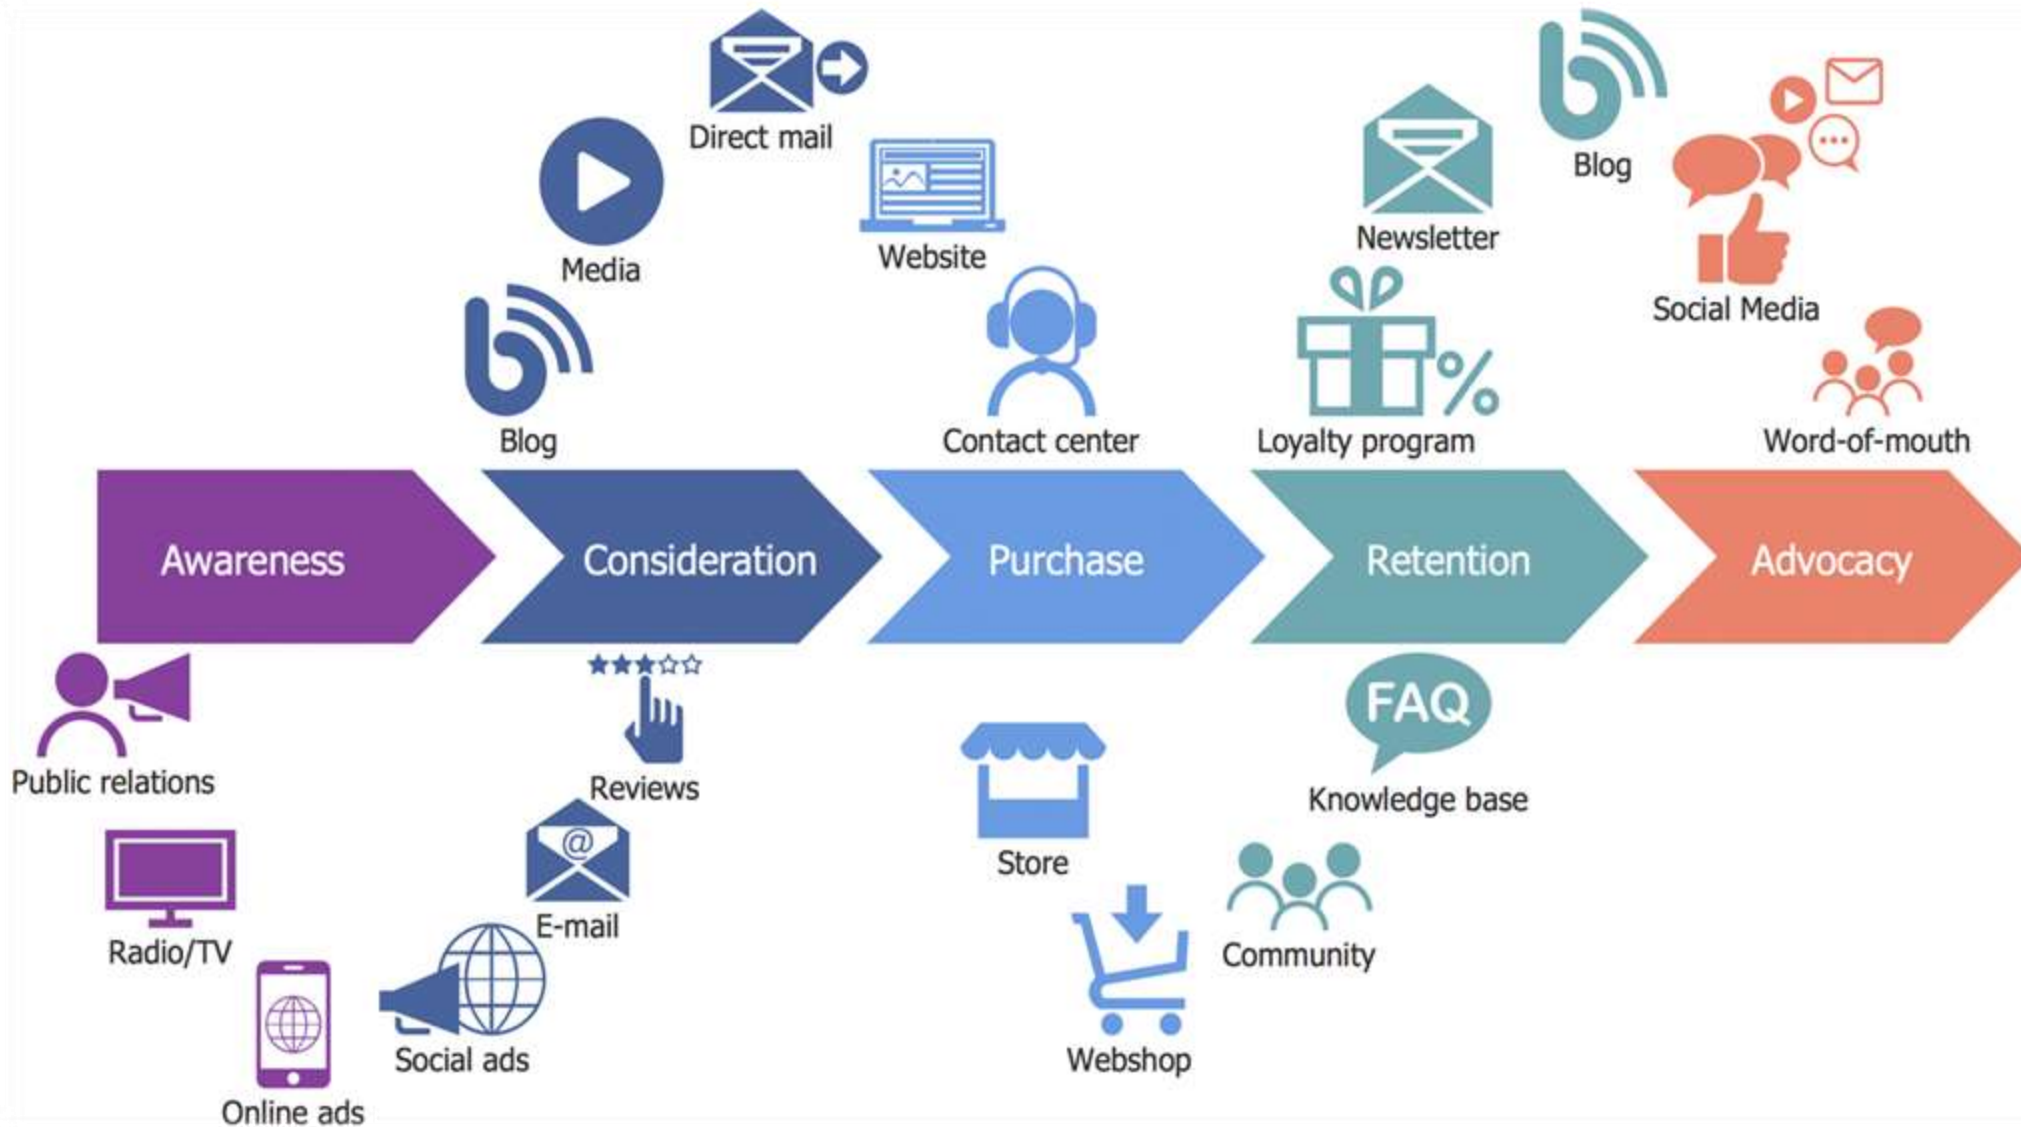 Direct mail
Media
Website
Blog
Contact center
Newsletter
Blog
Loyalty program
Social Media
Word-of-mouth
Awareness
Consideration
Purchase
Retention
Advocacy
Public relations
Radio/TV
Online ads
Reviews
@
E-mail
Social ads
Store
Webshop
FAQ
Knowledge base
Community
%